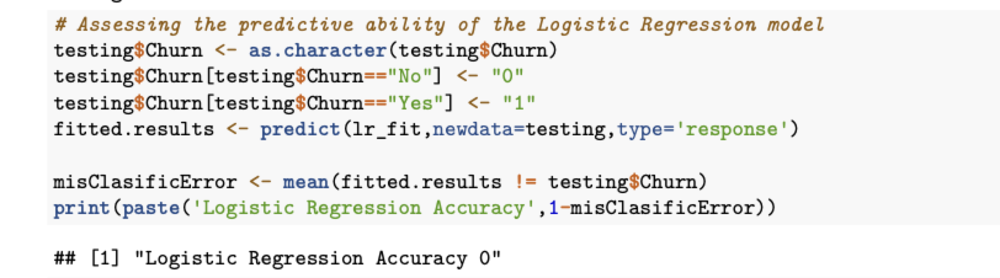 # Assessing the predictive ability of the Logistic Regression model
testing$Churn <- as.character(testing$Churn)
testing$Churn[testing$Churn=="No"] <- "0"
testing$Churn[testing$Churn=="Yes"] <- "1"
fitted.results <- predict(lr_fit,newdata=testing,type='response')
misClasificError <- mean(fitted.results != testing$Churn)
print(paste('Logistic Regression Accuracy',1-misClasificError))
## [1] "Logistic Regression Accuracy 0"